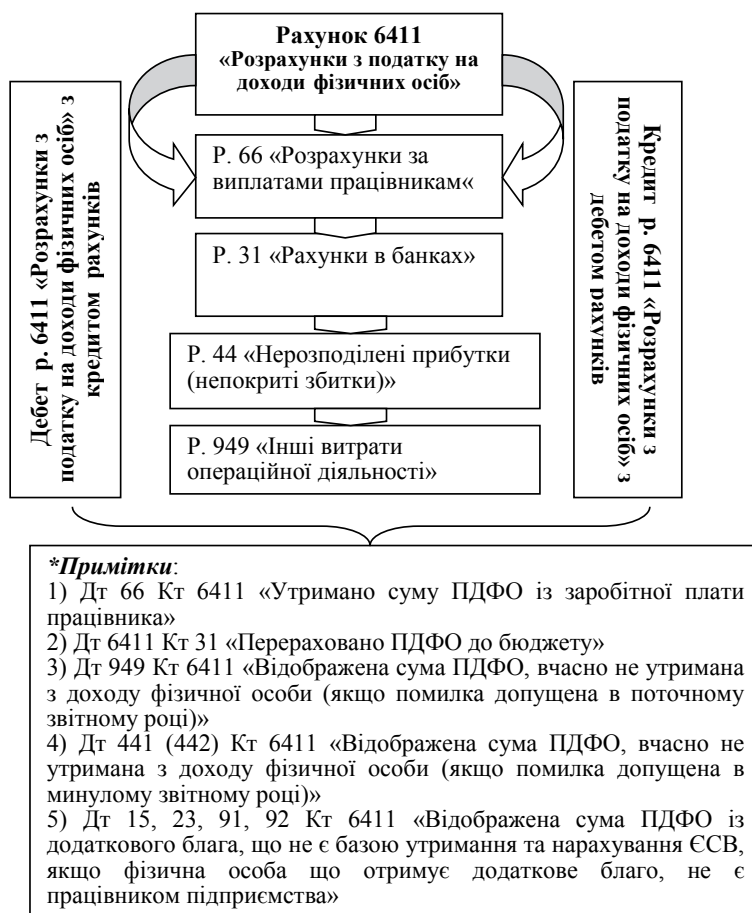 Рахунок 6411
«Розрахунки з податку на
доходи фізичних осіб»
Дебет р. 6411 «Розрахунки з
податку на доходи фізичних осіб» з
кредитом рахунків
Р. 66 «Розрахунки за
виплатами працівникам«
Р. 31 «Рахунки в банках»
Р. 44 «Нерозподілені прибутки
(непокриті збитки)»
Р. 949 «Інші витрати
операційної діяльності»
Кредит р. 6411 «Розрахунки з
податку на доходи фізичних осіб» з
дебетом рахунків
*Примітки:
1) Дт 66 Кт 6411 «Утримано суму ПДФО із заробітної плати
працівника»
2) Дт 6411 Кт 31 «Перераховано ПДФО до бюджету»
3) Дт 949 Кт 6411 «Відображена сума ПДФО, вчасно не утримана
з доходу фізичної особи (якщо помилка допущена в поточному
звітному році)»
4) Дт 441 (442) Кт 6411 «Відображена сума ПДФО, вчасно не
утримана з доходу фізичної особи (якщо помилка допущена в
минулому звітному році)»
5) Дт 15, 23, 91, 92 Кт 6411 «Відображена сума ПДФО із
додаткового блага, що не є базою утримання та нарахування ЄСВ,
якщо фізична особа що отримує додаткове благо, не є
працівником підприємства»